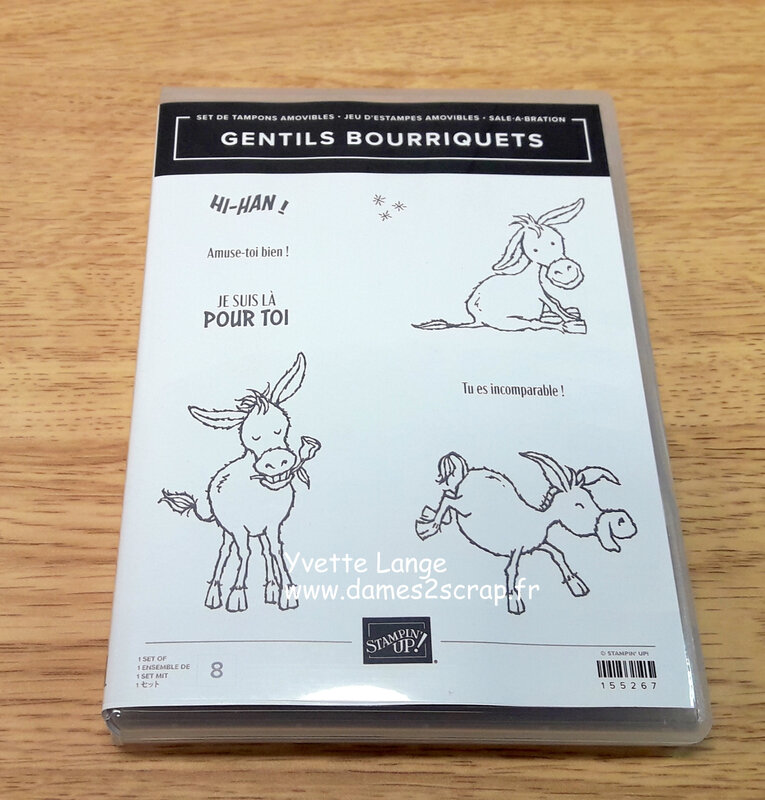 SET DE TAMPONS AMOVIBLES • JEU D'ESTAMPES AMOVIBLES • SALE-A-BRATION
GENTILS BOURRIQUETS
HI-HAN !
Amuse-toi bien !
JE SUIS LÀ
POUR TOI
Tu es incomparable !
Yvette Lange
www.dames2scrap.fr
STAMPIN'
UP!
© STAMPIN' UP!
1 SET OF
1 ENSEMBLE DE
1 SET MIT
1 セット
8
155267